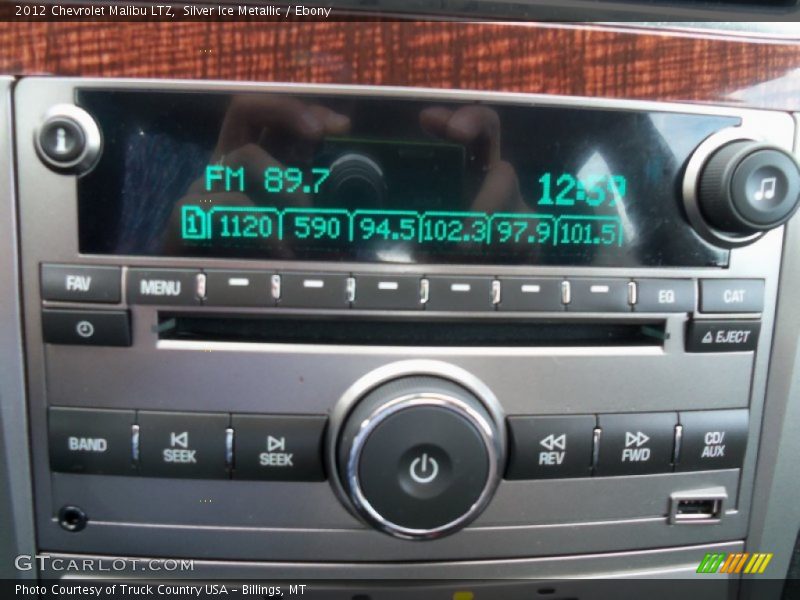 2012 Chevrolet Malibu LTZ, Silver Ice Metallic / Ebony
FM 89.7 12:59
1 1120 590 94.5 102.3 97.9 101.5
FAV MENU EQ CAT
EJECT
BAND SEEK SEEK REV FWD CD/
AUX
GTcarlot.com
Photo Courtesy of Truck Country USA - Billings, MT